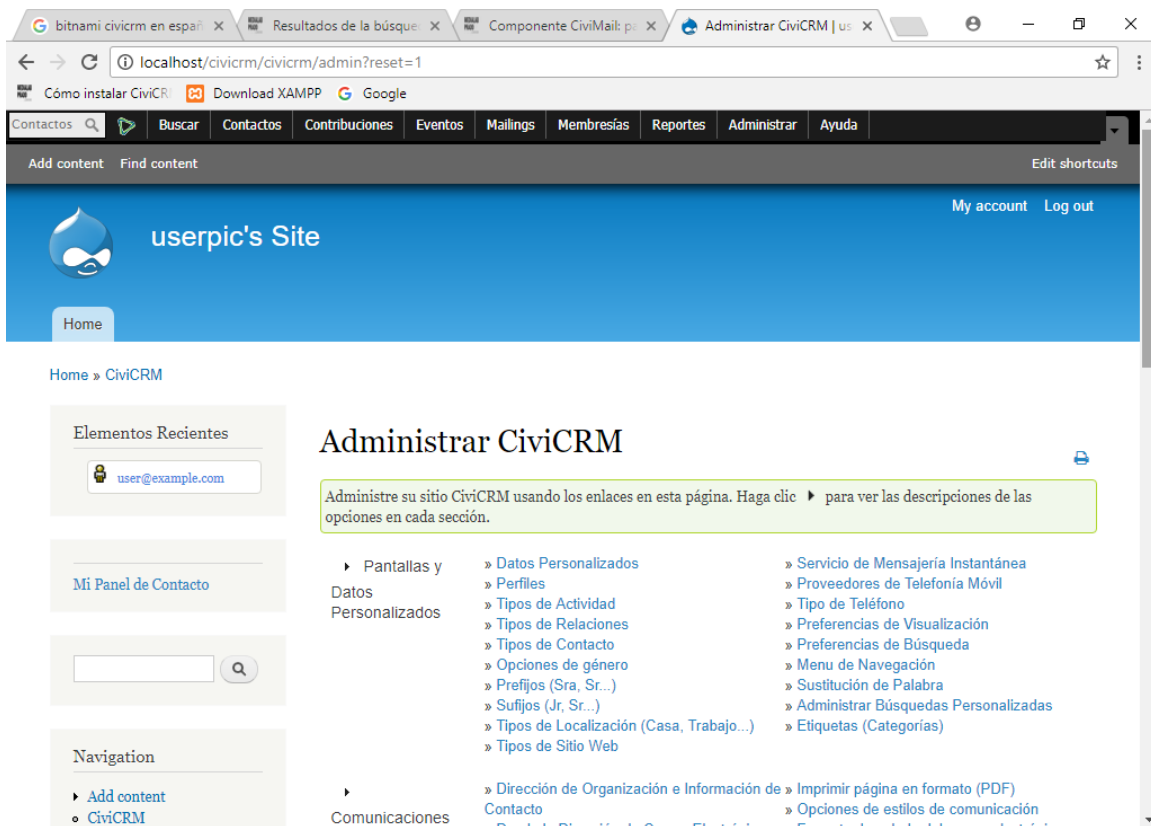 bitnami civicrm en españ
Resultados de la búsque
Componente CiviMail: pa
Administrar CiviCRM | us
localhost/civicrm/civicrm/admin?reset=1
Cómo instalar CiviCR
Download XAMPP
Google
Contactos
Buscar
Contactos
Contribuciones
Eventos
Mailings
Membresías
Reportes
Administrar
Ayuda
Add content
Find content
Edit shortcuts
My account
Log out
userpic's Site
Home
Home » CiviCRM
Elementos Recientes
user@example.com
Mi Panel de Contacto
Navigation
Add content
CiviCRM
Administrar CiviCRM
Administre su sitio CiviCRM usando los enlaces en esta página. Haga clic para ver las descripciones de las
opciones en cada sección.
Pantallas y
Datos
Personalizados
» Datos Personalizados
» Perfiles
» Tipos de Actividad
» Tipos de Relaciones
» Tipos de Contacto
» Opciones de género
» Prefijos (Sra, Sr...)
» Sufijos (Jr, Sr...)
» Tipos de Localización (Casa, Trabajo...)
» Tipos de Sitio Web
» Servicio de Mensajería Instantánea
» Proveedores de Telefonía Móvil
» Tipo de Teléfono
» Preferencias de Visualización
» Preferencias de Búsqueda
» Menu de Navegación
» Sustitución de Palabra
» Administrar Búsquedas Personalizadas
» Etiquetas (Categorías)
Comunicaciones
» Dirección de Organización e Información de
Contacto
» Imprimir página en formato (PDF)
» Opciones de estilos de comunicación